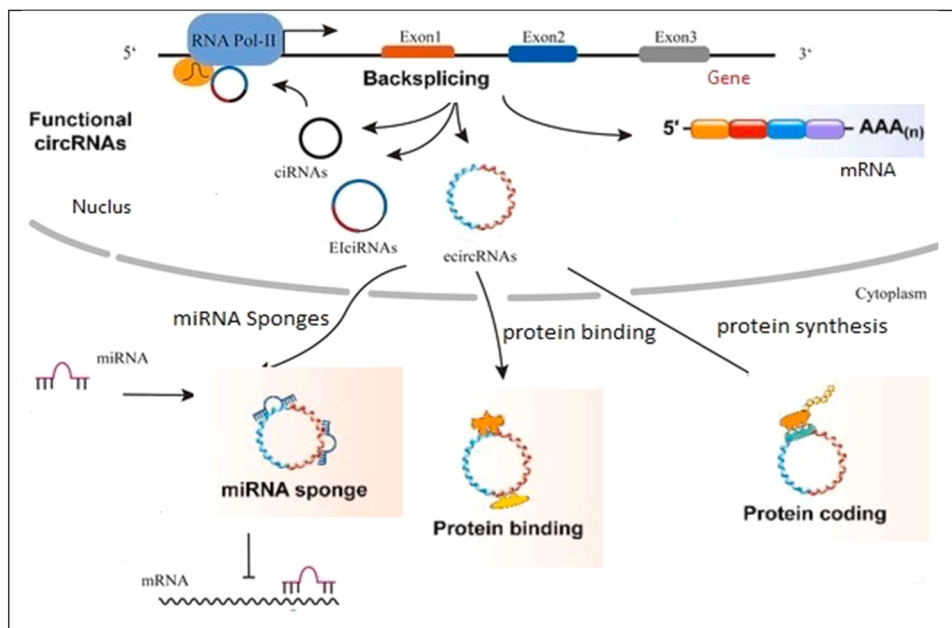 RNA Pol-II
Exon1
Exon2
Exon3
5'
3'
Backsplicing
Gene
Functional
circRNAs
5'
AAA(n)
ciRNAs
mRNA
Nuclus
EIciRNAs
ecircRNAs
Cytoplasm
miRNA Sponges
protein binding
protein synthesis
miRNA
miRNA sponge
Protein binding
Protein coding
mRNA